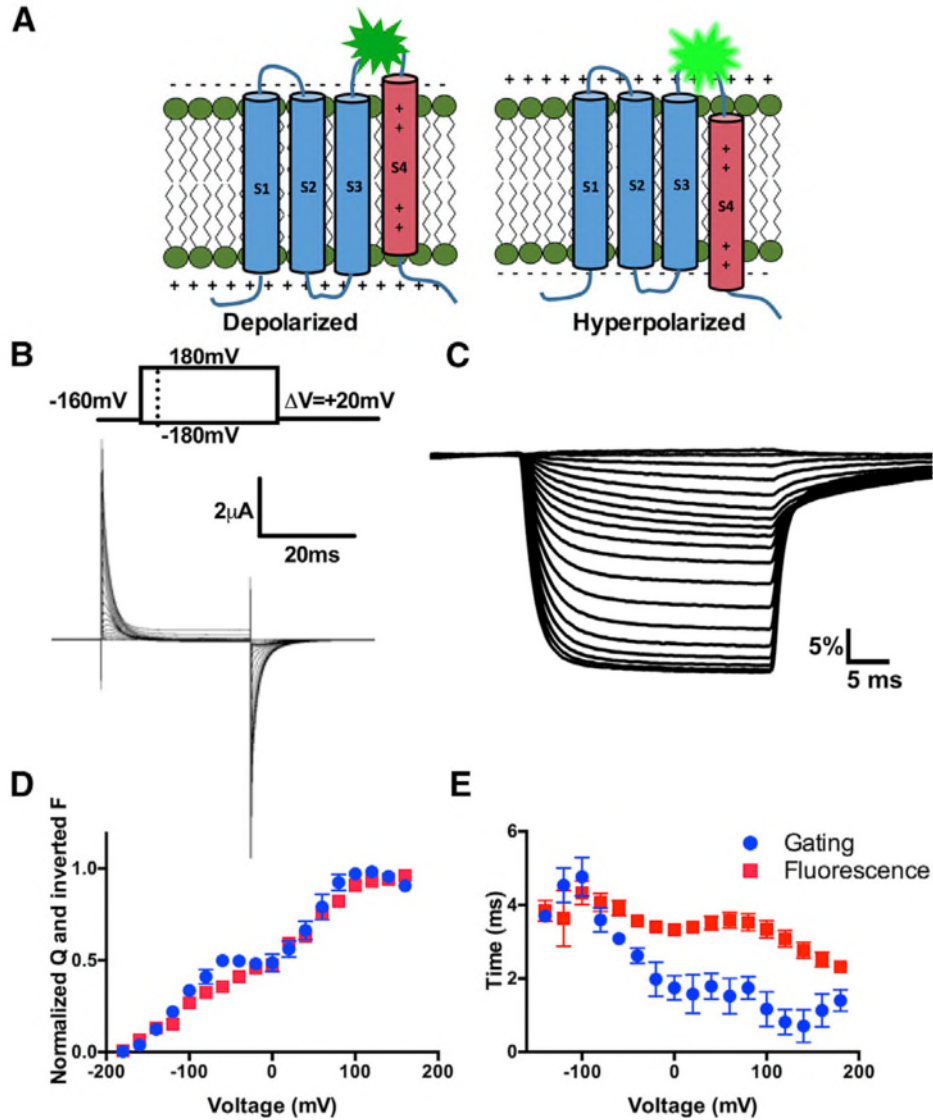 A
S1 S2 S3 S4
+ + + +
- - - - - - - - - -
+ + + + + + + + + + + +
Depolarized
S1 S2 S3 S4
+ + + +
+ + + + + + + + + +
- - - - - - - - - -
Hyperpolarized
B
180mV
-160mV
ΔV=+20mV
-180mV
2μA
20ms
C
5%
5 ms
D
Normalized Q and inverted F
1.0
0.5
0.0
-200 -100 0 100 200
Voltage (mV)
E
Time (ms)
6
4
2
0
-100 0 100 200
Voltage (mV)
Gating
Fluorescence